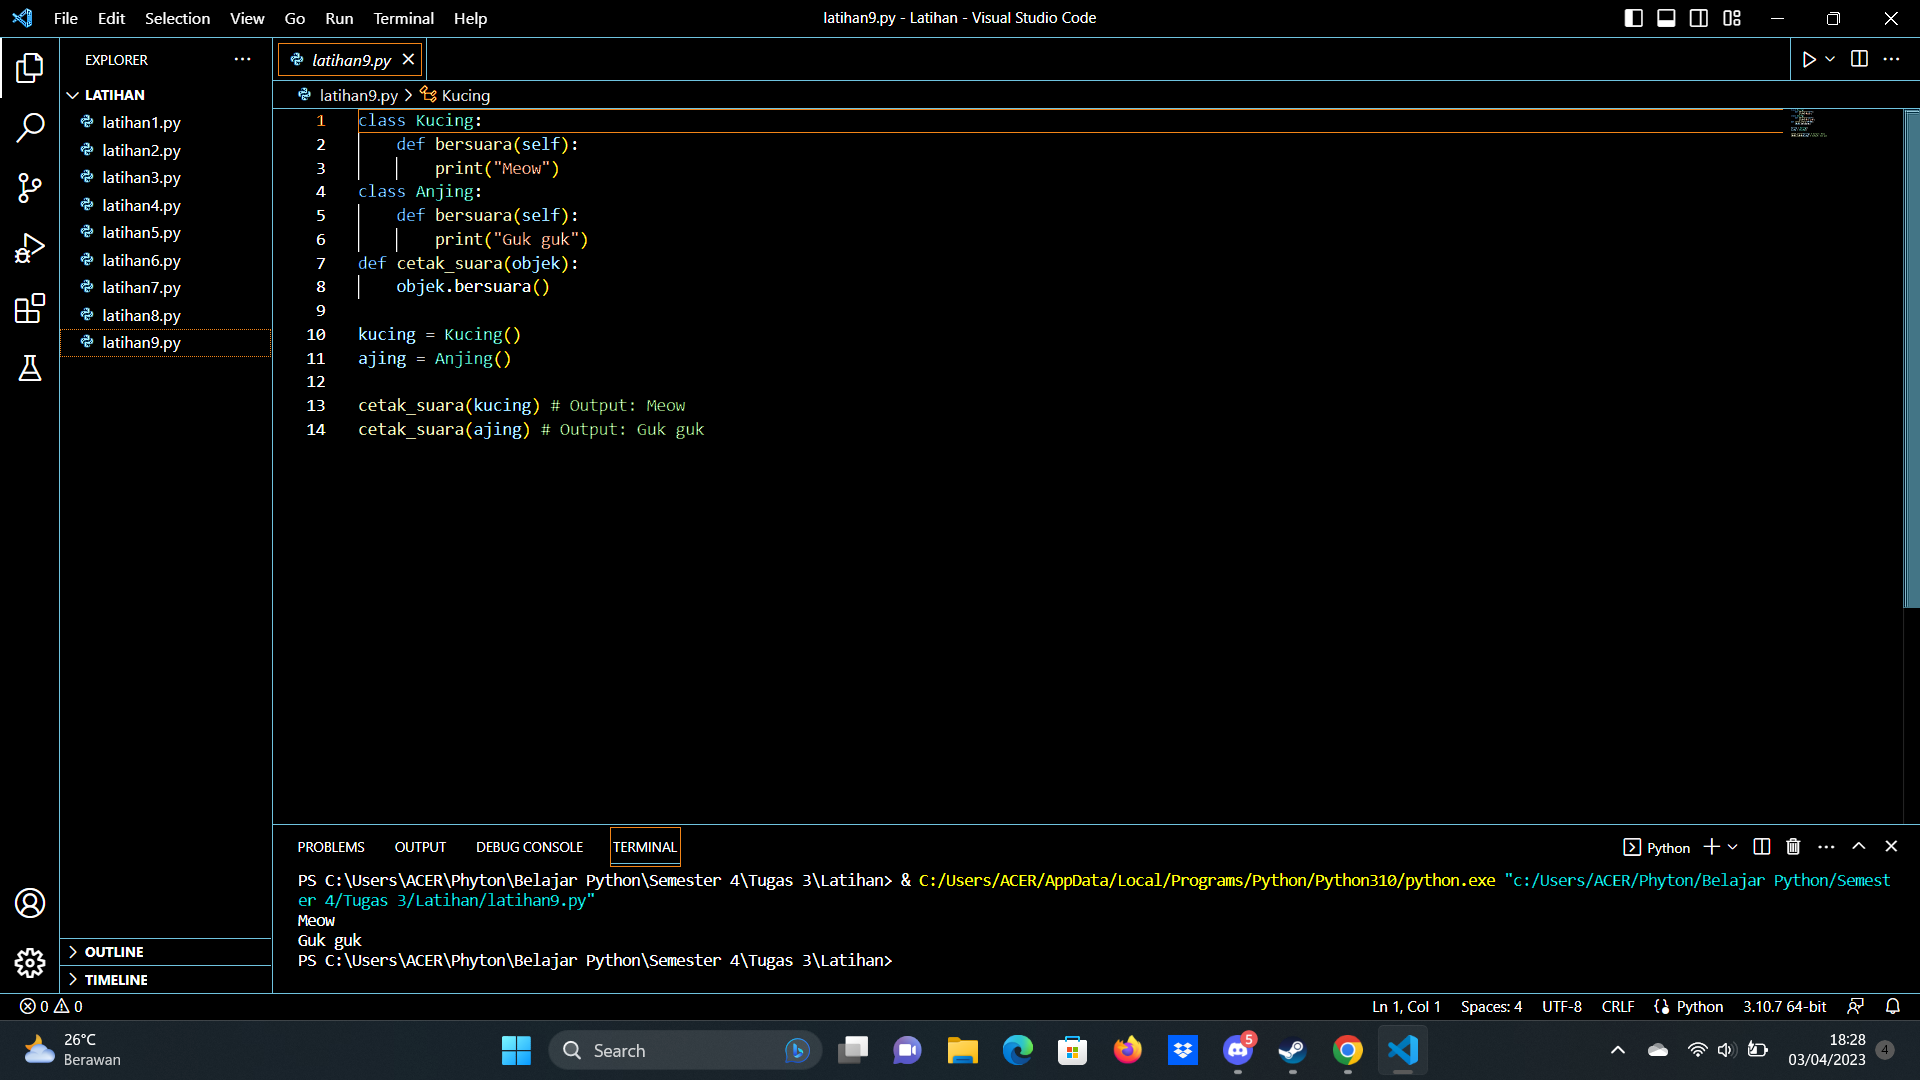 File Edit Selection View Go Run Terminal Help
latihan9.py - Latihan - Visual Studio Code
EXPLORER
LATIHAN
latihan1.py
latihan2.py
latihan3.py
latihan4.py
latihan5.py
latihan6.py
latihan7.py
latihan8.py
latihan9.py
OUTLINE
TIMELINE
latihan9.py
latihan9.py > Kucing
1 class Kucing:
2     def bersuara(self):
3         print("Meow")
4 class Anjing:
5     def bersuara(self):
6         print("Guk guk")
7 def cetak_suara(objek):
8     objek.bersuara()
9
10 kucing = Kucing()
11 ajing = Anjing()
12
13 cetak_suara(kucing) # Output: Meow
14 cetak_suara(ajing) # Output: Guk guk
PROBLEMS OUTPUT DEBUG CONSOLE TERMINAL
Python
PS C:\Users\ACER\Phyton\Belajar Python\Semester 4\Tugas 3\Latihan> & C:/Users/ACER/AppData/Local/Programs/Python/Python310/python.exe "c:/Users/ACER/Phyton/Belajar Python/Semest
er 4/Tugas 3/Latihan/latihan9.py"
Meow
Guk guk
PS C:\Users\ACER\Phyton\Belajar Python\Semester 4\Tugas 3\Latihan>
0 0
Ln 1, Col 1 Spaces: 4 UTF-8 CRLF Python 3.10.7 64-bit
26°C
Berawan
Search
5
18:28
03/04/2023
4